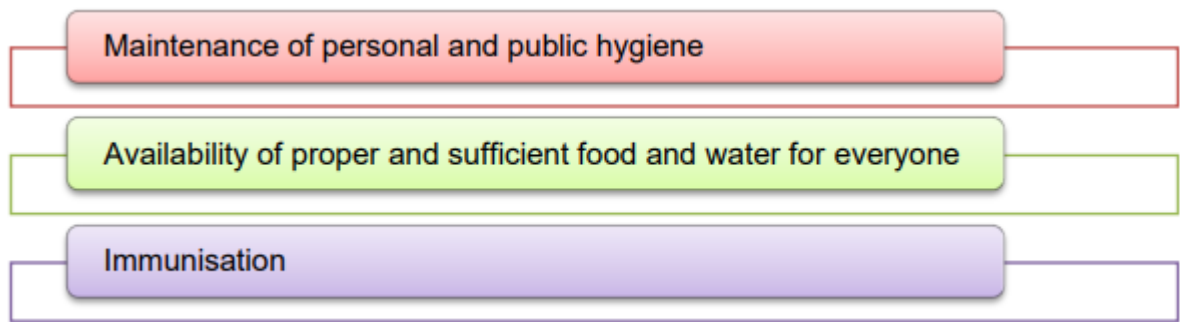 Maintenance of personal and public hygiene
Availability of proper and sufficient food and water for everyone
Immunisation